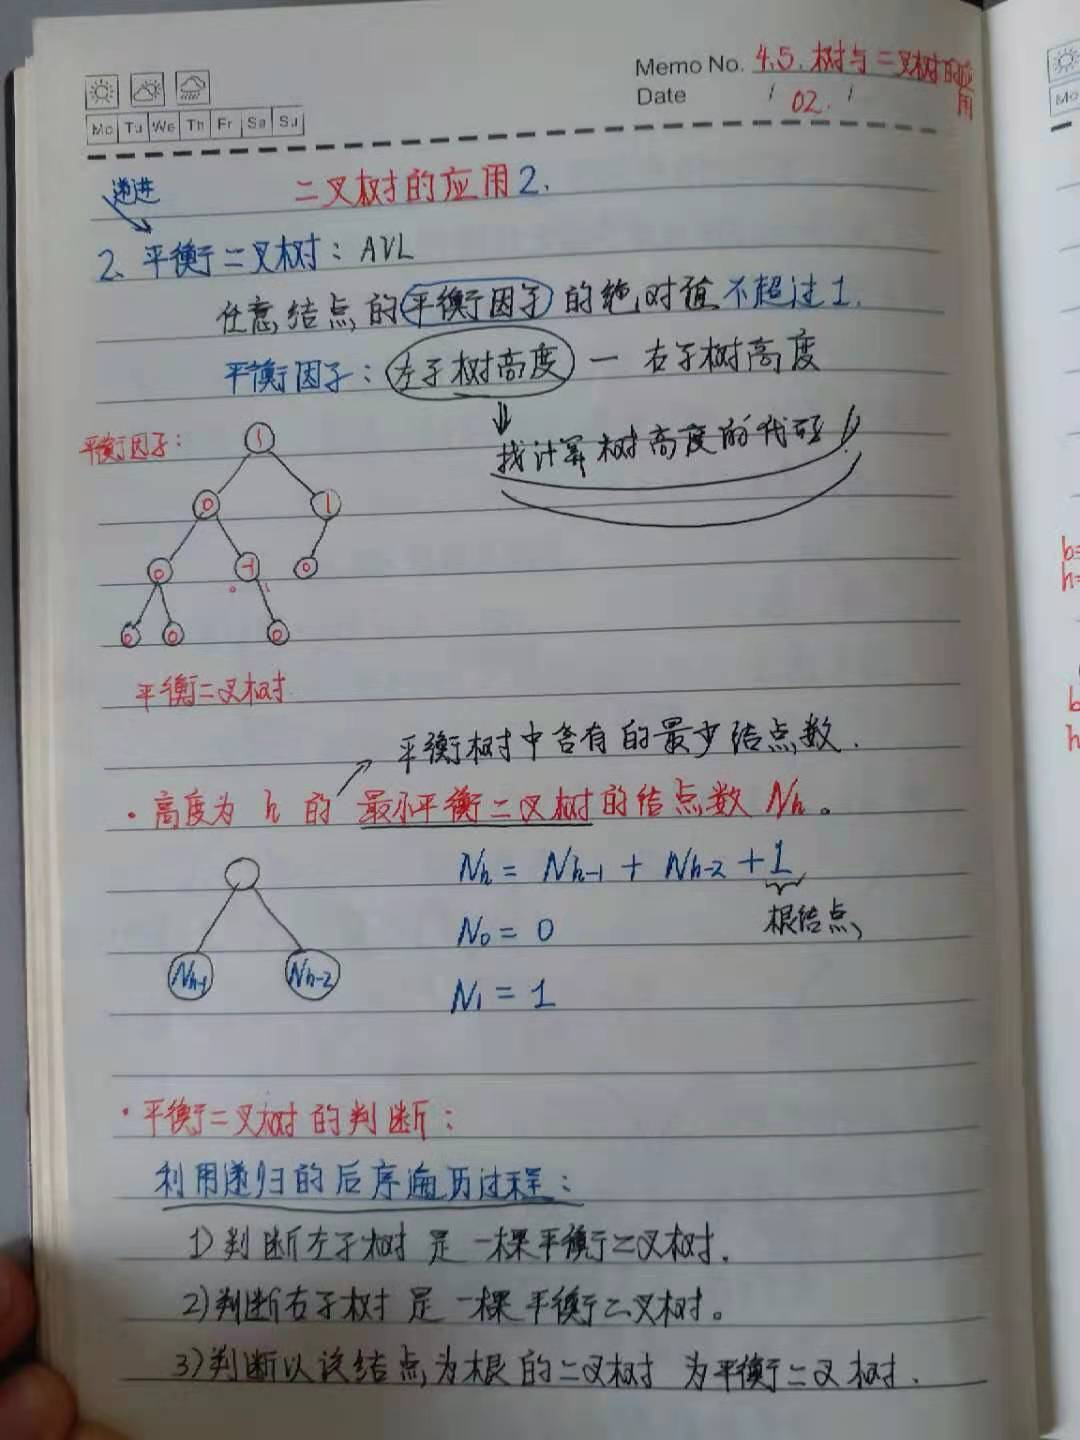 Memo No. 4.5. 树与二叉树的应用
Date / 02. /
Mo Tu We Th Fr Sa Su
递进 二叉树的应用2.
2、平衡二叉树: AVL
任意结点的平衡因子的绝对值不超过1.
平衡因子: 左子树高度 — 右子树高度
平衡因子:
找计算树高度的代码!
1
0 1
0 -1 0
0 0 0
平衡二叉树
平衡树中含有的最少结点数.
·高度为 h 的 最小平衡二叉树的结点数 Nh。
Nh = Nh-1 + Nh-2 + 1
根结点
N0 = 0
Nh-1 Nh-2
N1 = 1
·平衡二叉树的判断:
利用递归的后序遍历过程:
1)判断左子树是一棵平衡二叉树.
2)判断右子树是一棵平衡二叉树。
3)判断以该结点为根的二叉树为平衡二叉树.
Mo
b=
h=
b
h